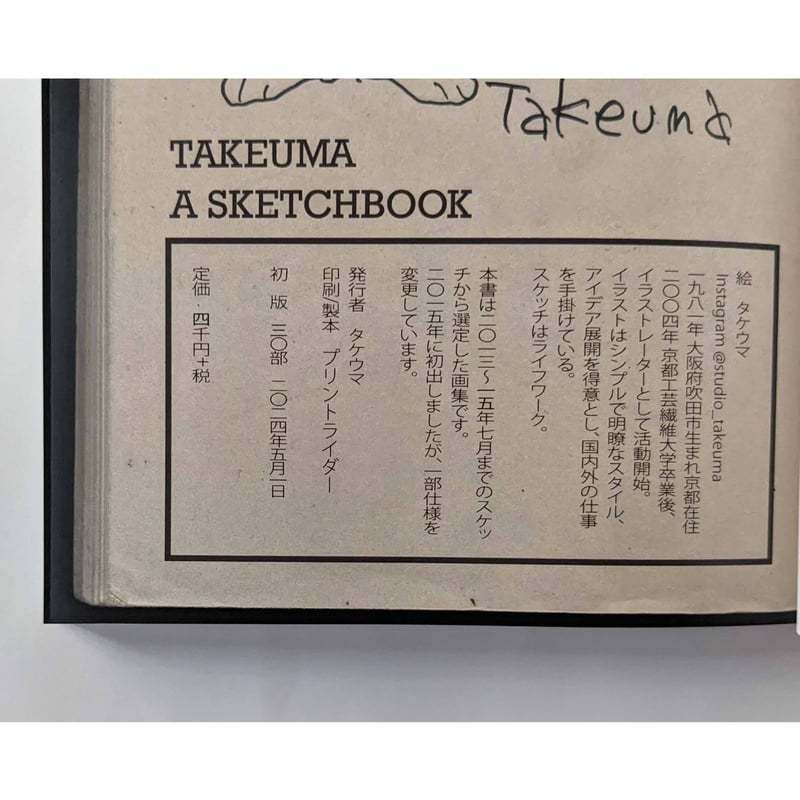 Takeuma
TAKEUMA
A SKETCHBOOK
絵　タケウマ
Instagram @studio_takeuma
一九八一年 大阪府吹田市生まれ京都在住
二〇〇四年 京都工芸繊維大学卒業後、
イラストレーターとして活動開始。
イラストはシンプルで明瞭なスタイル、
アイデア展開を得意とし、国内外の仕事
を手掛けている。
スケッチはライフワーク。
本書は二〇一三〜一五年七月までのスケッ
チから選定した画集です。
二〇一五年に初出しましたが、一部仕様を
変更しています。
発行者　タケウマ
印刷/製本　プリントライダー
初　版　三〇部　二〇二四年五月一日
定価・四千円+税